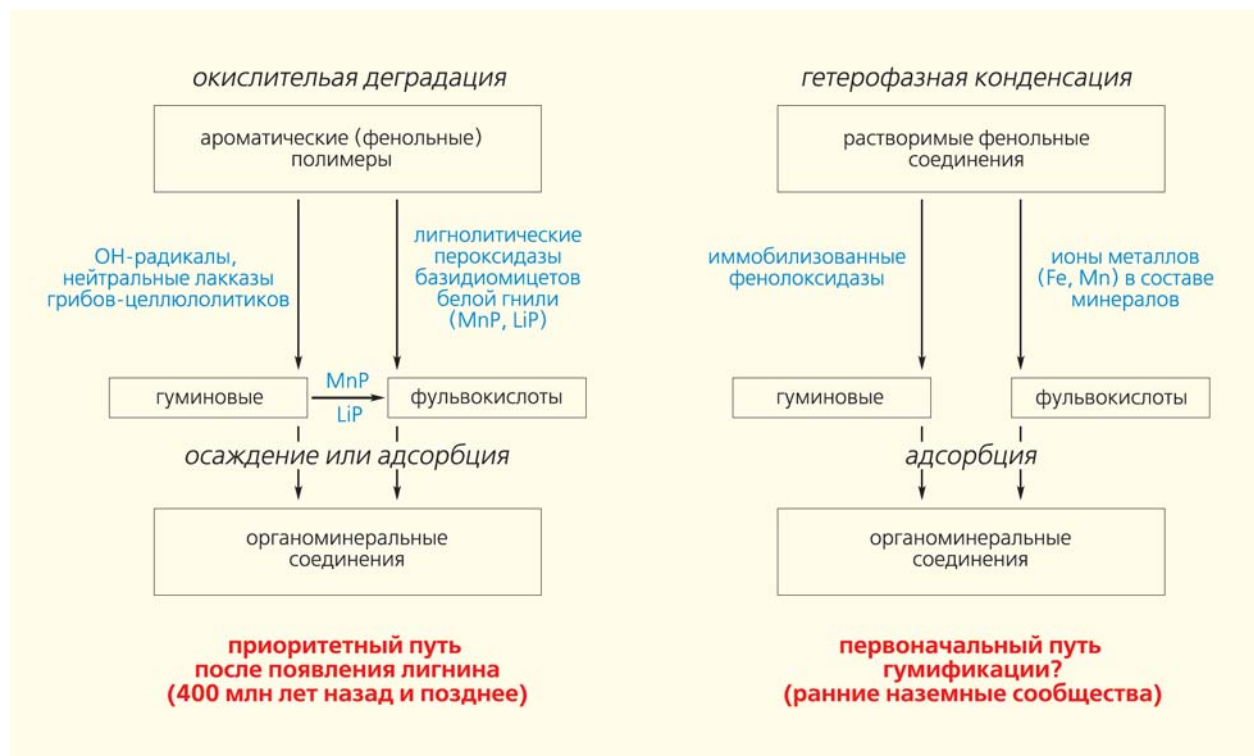 окислительая деградация
ароматические (фенольные)
полимеры
ОН-радикалы,
нейтральные лакказы
грибов-целлюлолитиков
лигнолитические
пероксидазы
базидиомицетов
белой гнили
(MnP, LiP)
гуминовые
MnP
LiP
фульвокислоты
осаждение или адсорбция
органоминеральные
соединения
приоритетный путь
после появления лигнина
(400 млн лет назад и позднее)
гетерофазная конденсация
растворимые фенольные
соединения
иммобилизованные
фенолоксидазы
ионы металлов
(Fe, Mn) в составе
минералов
гуминовые
фульвокислоты
адсорбция
органоминеральные
соединения
первоначальный путь
гумификации?
(ранние наземные сообщества)